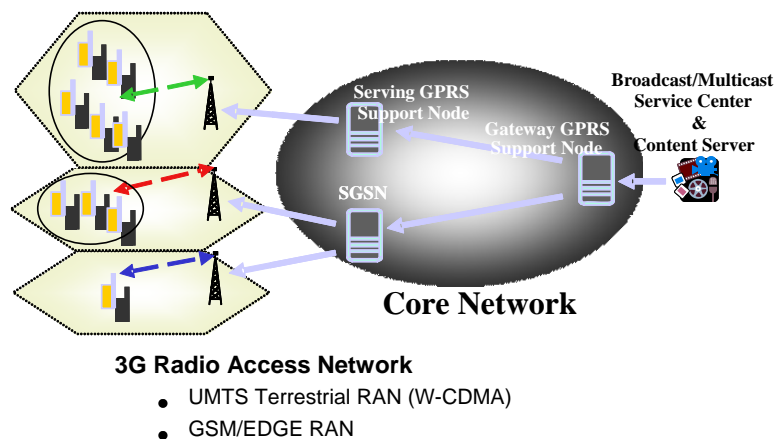 Serving GPRS
Support Node
Gateway GPRS
Support Node
Broadcast/Multicast
Service Center
&
Content Server
SGSN
Core Network
3G Radio Access Network
• UMTS Terrestrial RAN (W-CDMA)
• GSM/EDGE RAN